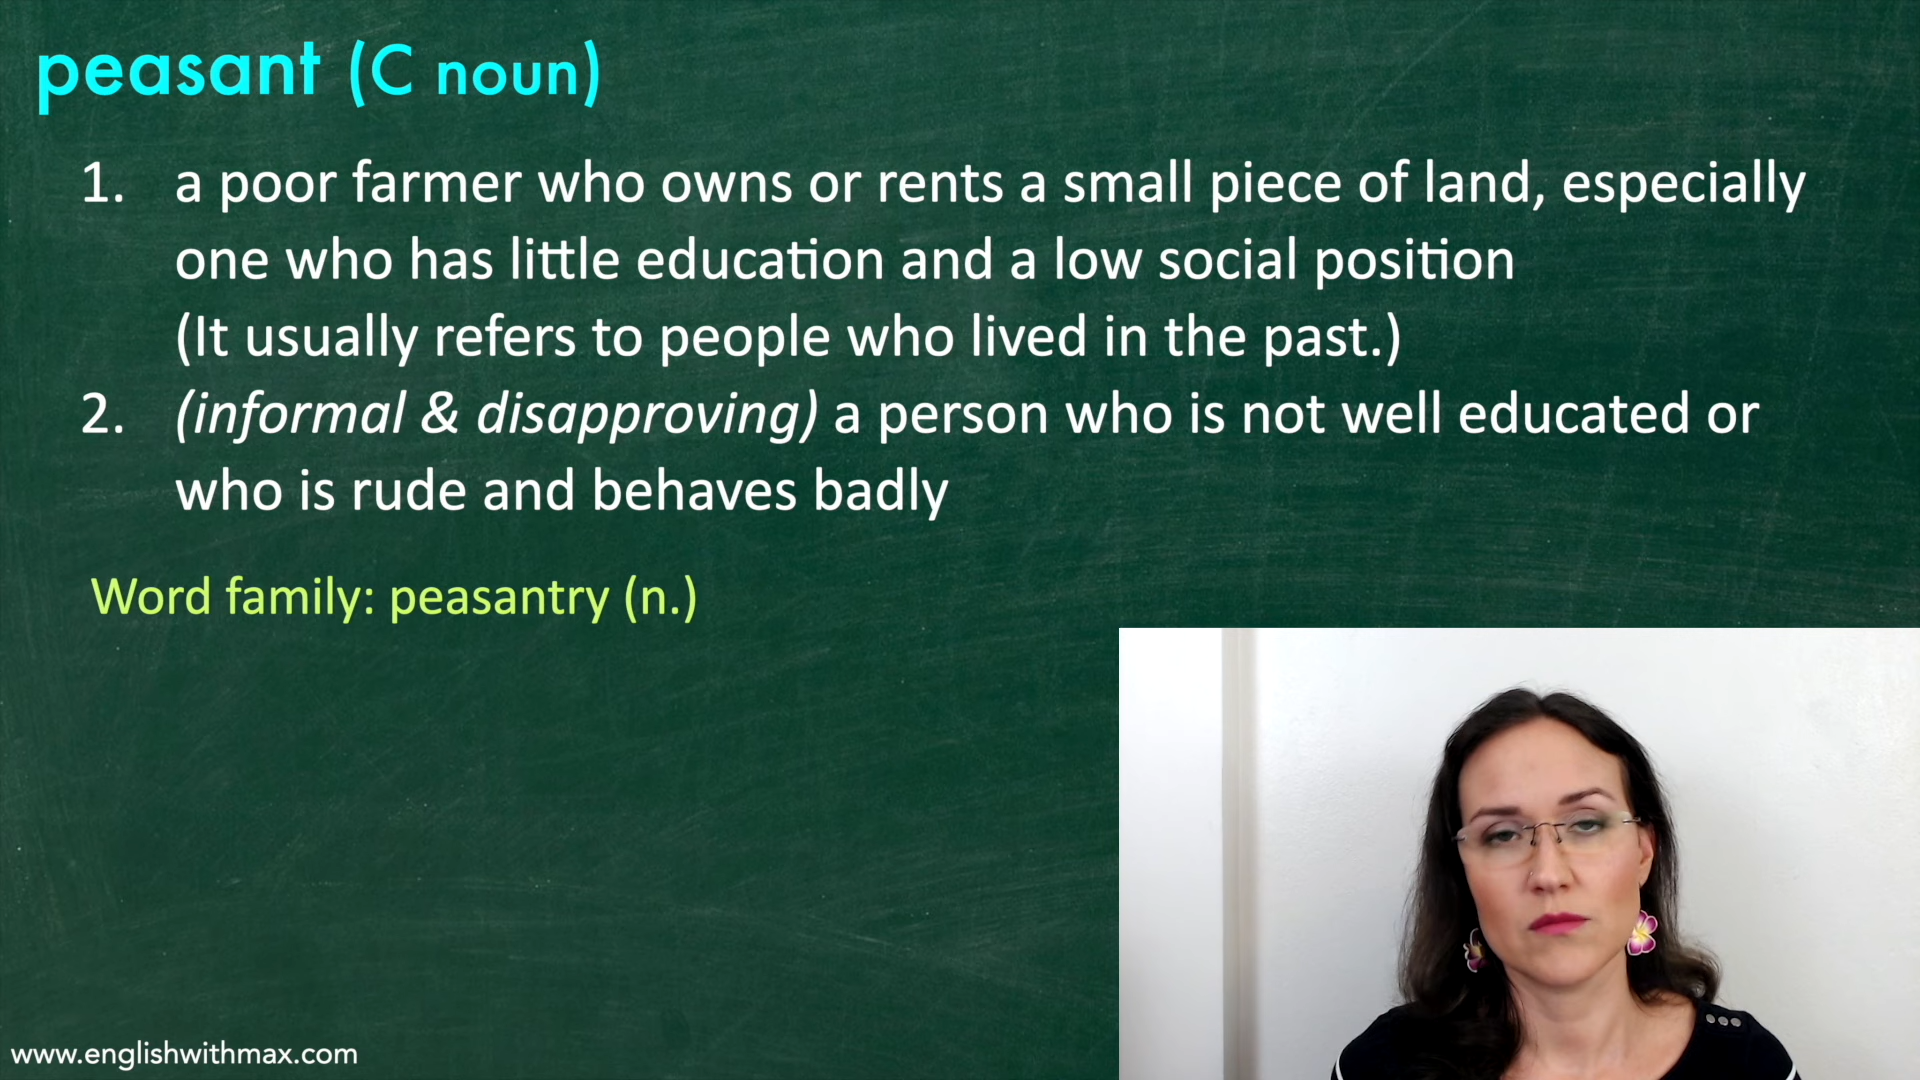 peasant (C noun)
1. a poor farmer who owns or rents a small piece of land, especially
one who has little education and a low social position
(It usually refers to people who lived in the past.)
2. (informal & disapproving) a person who is not well educated or
who is rude and behaves badly
Word family: peasantry (n.)
www.englishwithmax.com